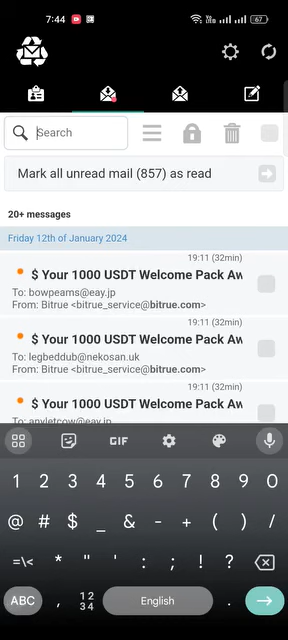 7:44
67
Search
Mark all unread mail (857) as read
20+ messages
Friday 12th of January 2024
19:11 (32min)
$ Your 1000 USDT Welcome Pack Aw
To: bowpeams@eay.jp
From: Bitrue <bitrue_service@bitrue.com>
19:11 (32min)
$ Your 1000 USDT Welcome Pack Aw
To: legbeddub@nekosan.uk
From: Bitrue <bitrue_service@bitrue.com>
19:11 (32min)
$ Your 1000 USDT Welcome Pack Aw
To: anyletcow@eay.jp
GIF
1 2 3 4 5 6 7 8 9 0
@ # $ _ & - + ( ) /
=\< * " ' : ; ! ?
ABC , 12 34 English .